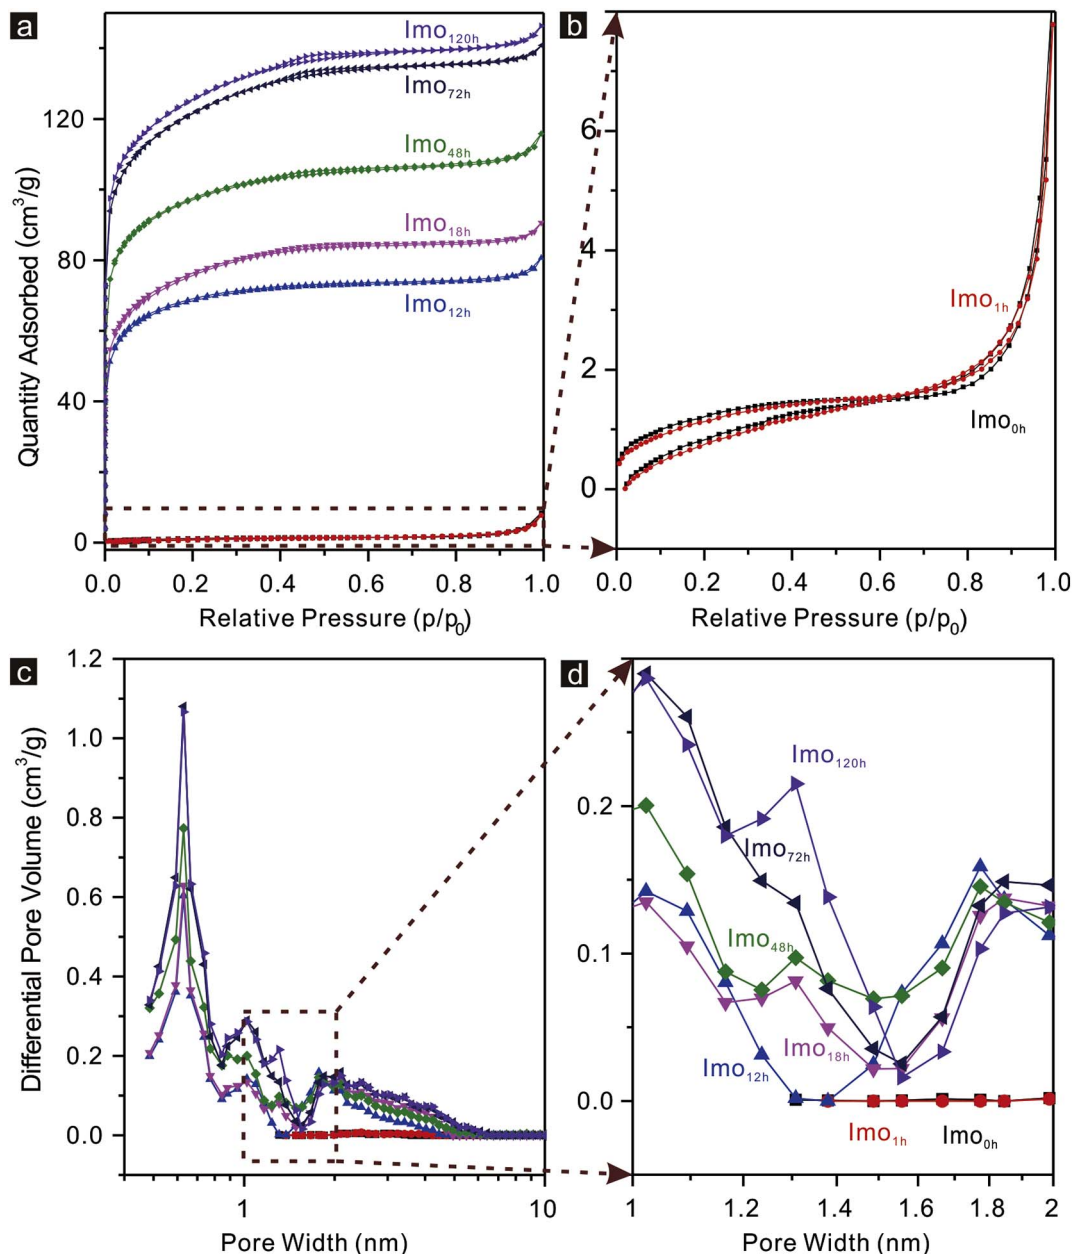 a
Quantity Adsorbed (cm³/g)
120
80
40
0
Imo120h
Imo72h
Imo48h
Imo18h
Imo12h
0.0 0.2 0.4 0.6 0.8 1.0
Relative Pressure (p/p0)
b
6
4
2
0
Imo1h
Imo0h
0.0 0.2 0.4 0.6 0.8 1.0
Relative Pressure (p/p0)
c
Differential Pore Volume (cm³/g)
1.2
1.0
0.8
0.6
0.4
0.2
0.0
1 10
Pore Width (nm)
d
0.2
0.1
0.0
Imo120h
Imo72h
Imo48h
Imo18h
Imo12h
Imo1h
Imo0h
1 1.2 1.4 1.6 1.8 2
Pore Width (nm)